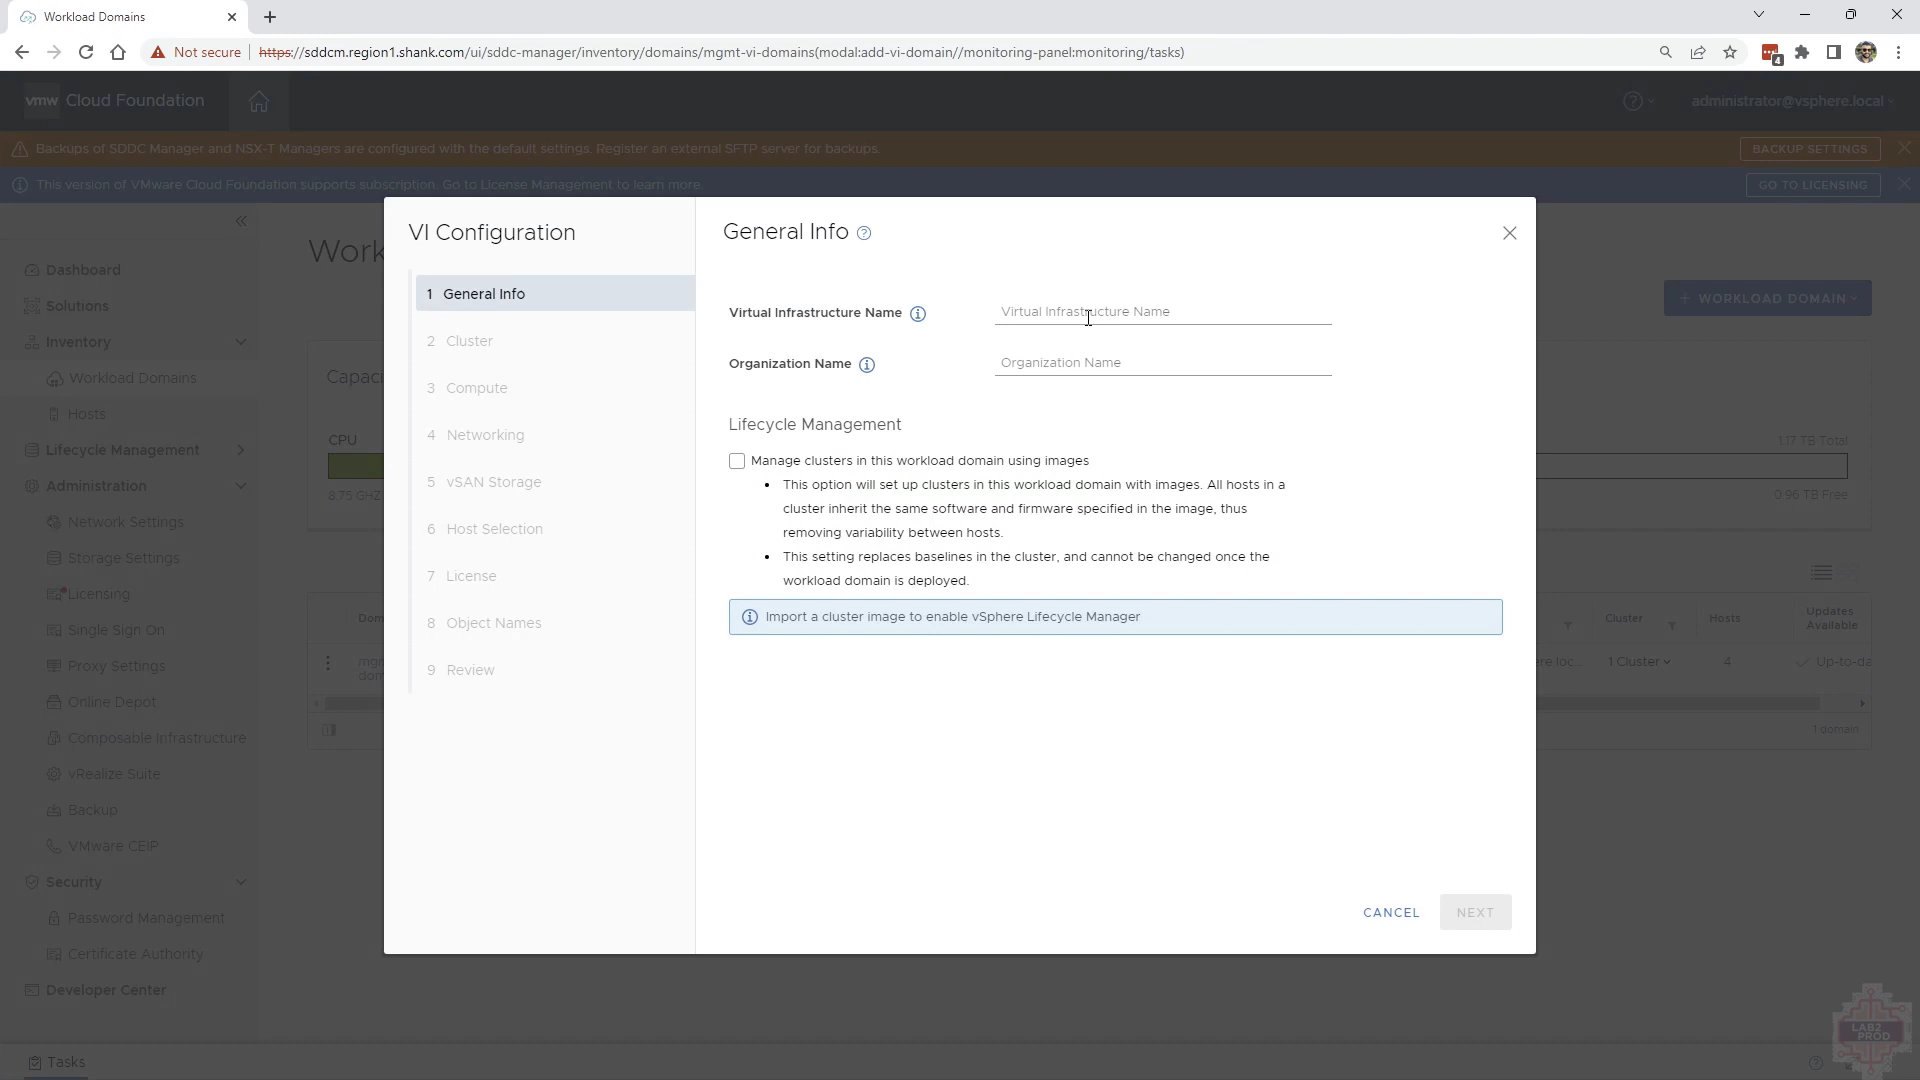 Workload Domains
Not secure
https://sddcm.region1.shank.com/ui/sddc-manager/inventory/domains/mgmt-vi-domains(modal:add-vi-domain//monitoring-panel:monitoring/tasks)
4
vmw Cloud Foundation
administrator@vsphere.local
Backups of SDDC Manager and NSX-T Managers are configured with the default settings. Register an external SFTP server for backups.
BACKUP SETTINGS
This version of VMware Cloud Foundation supports subscription. Go to License Management to learn more.
GO TO LICENSING
Dashboard
Solutions
Inventory
Workload Domains
Hosts
Lifecycle Management
Administration
Network Settings
Storage Settings
Licensing
Single Sign On
Proxy Settings
Online Depot
Composable Infrastructure
vRealize Suite
Backup
VMware CEIP
Security
Password Management
Certificate Authority
Developer Center
Tasks
Work
+ WORKLOAD DOMAIN
Capaci
CPU
8.75 GHZ
1.17 TB Total
0.96 TB Free
Dom
Cluster
Hosts
Updates
Available
dom
1 Cluster
4
Up-to-da
1 domain
VI Configuration
1 General Info
2 Cluster
3 Compute
4 Networking
5 vSAN Storage
6 Host Selection
7 License
8 Object Names
9 Review
General Info
Virtual Infrastructure Name
Virtual Infrastructure Name
Organization Name
Organization Name
Lifecycle Management
Manage clusters in this workload domain using images
• This option will set up clusters in this workload domain with images. All hosts in a
cluster inherit the same software and firmware specified in the image, thus
removing variability between hosts.
• This setting replaces baselines in the cluster, and cannot be changed once the
workload domain is deployed.
Import a cluster image to enable vSphere Lifecycle Manager
CANCEL
NEXT
LAB2
PROD